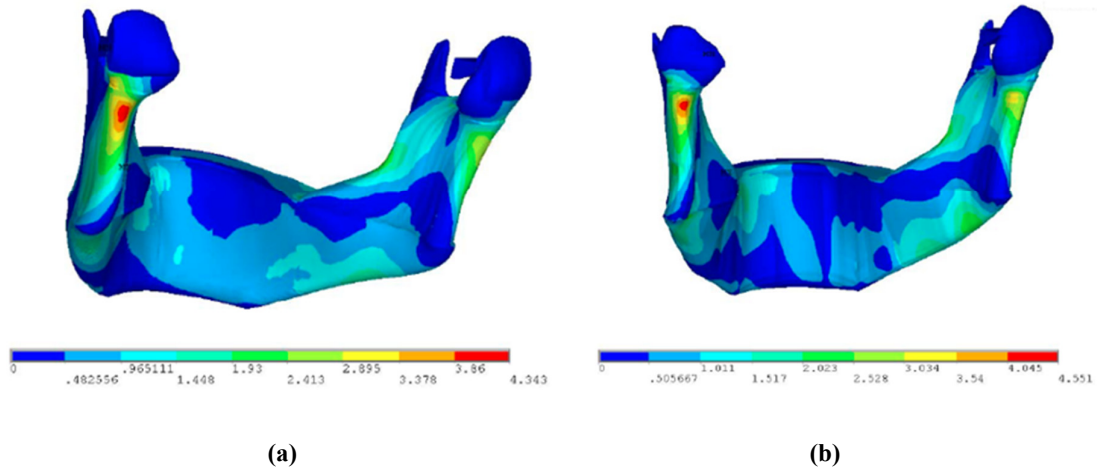 0 .965111 1.93 2.895 3.86
.482556 1.448 2.413 3.378 4.343
0 1.011 2.023 3.034 4.045
.505667 1.517 2.528 3.54 4.551
(a) (b)